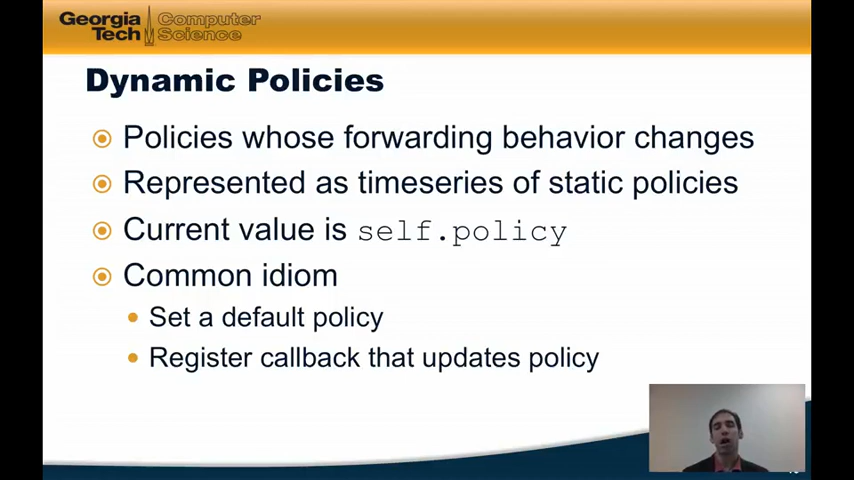 Georgia Computer
Tech Science
Dynamic Policies
Policies whose forwarding behavior changes
Represented as timeseries of static policies
Current value is self.policy
Common idiom
Set a default policy
Register callback that updates policy